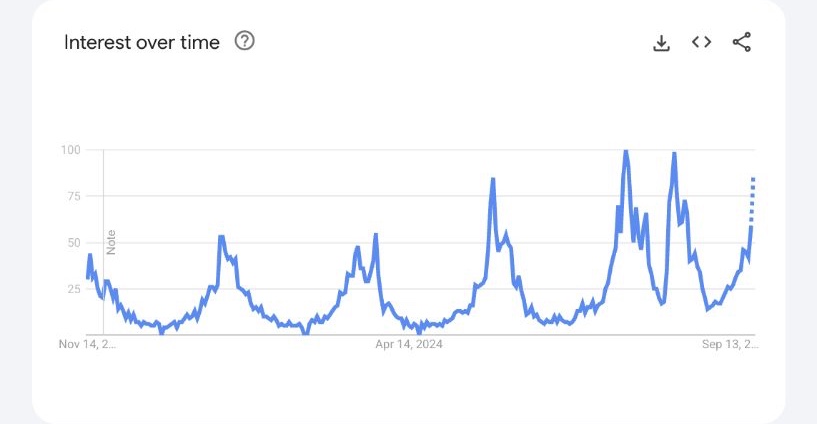 Interest over time
100
75
50
25
Note
Nov 14, 2...
Apr 14, 2024
Sep 13, 2...